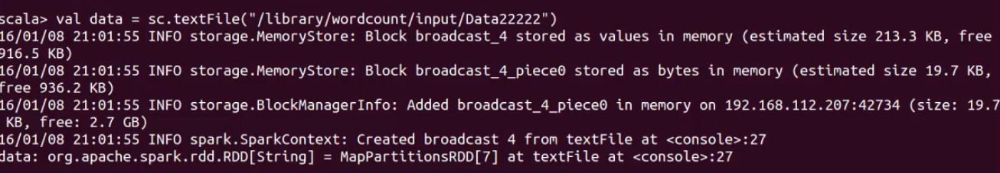 scala> val data = sc.textFile("/library/wordcount/input/Data22222")
16/01/08 21:01:55 INFO storage.MemoryStore: Block broadcast_4 stored as values in memory (estimated size 213.3 KB, free
916.5 KB)
16/01/08 21:01:55 INFO storage.MemoryStore: Block broadcast_4_piece0 stored as bytes in memory (estimated size 19.7 KB,
free 936.2 KB)
16/01/08 21:01:55 INFO storage.BlockManagerInfo: Added broadcast_4_piece0 in memory on 192.168.112.207:42734 (size: 19.7
KB, free: 2.7 GB)
16/01/08 21:01:55 INFO spark.SparkContext: Created broadcast 4 from textFile at <console>:27
data: org.apache.spark.rdd.RDD[String] = MapPartitionsRDD[7] at textFile at <console>:27